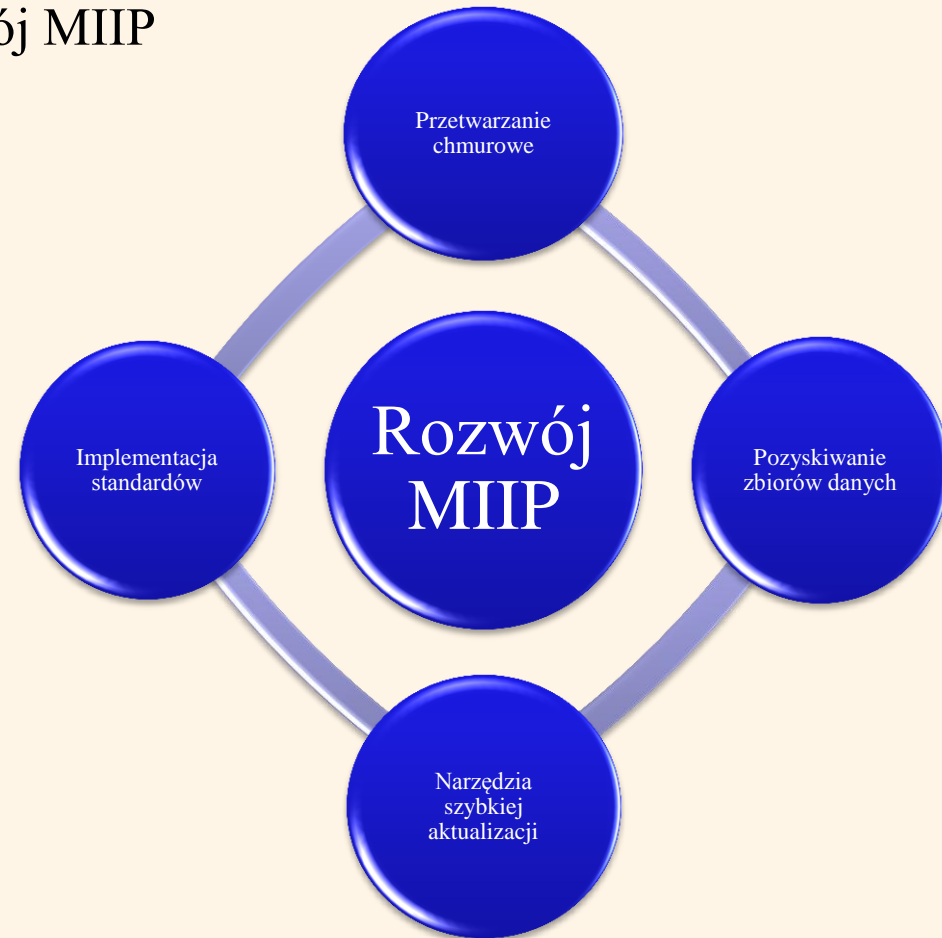 ój MIIP
Przetwarzanie
chmurowe
Implementacja
standardów
Rozwój
MIIP
Pozyskiwanie
zbiorów danych
Narzędzia
szybkiej
aktualizacji